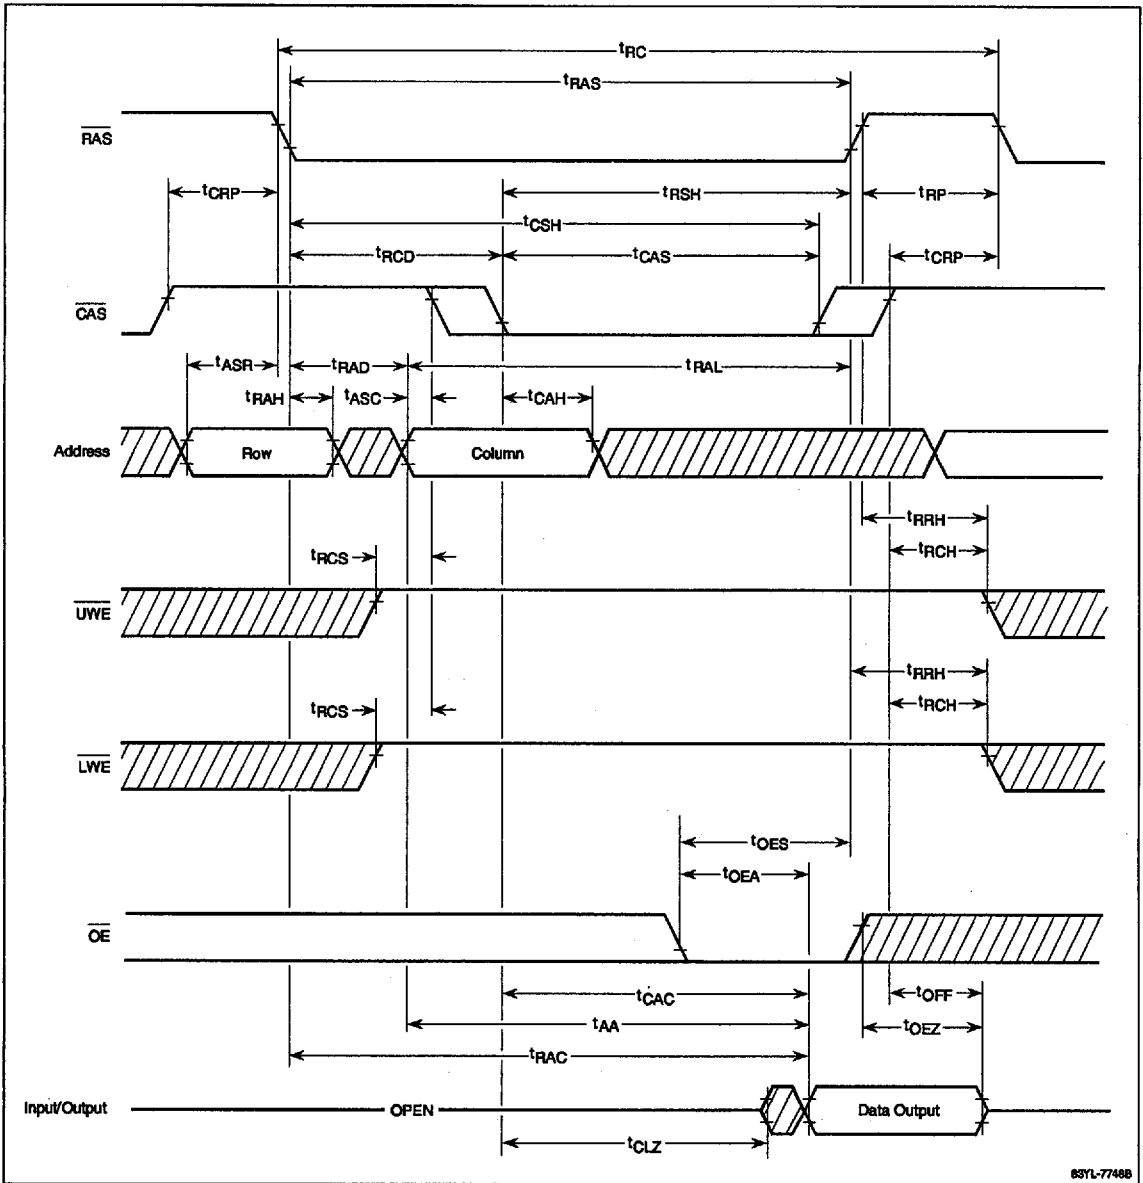 tRC
tRAS
RAS
tCRP
tRSH
tRP
tCSH
tRCD
tCAS
tCRP
CAS
tASR
tRAD
tRAL
tRAH
tASC
tCAH
Address
Row
Column
tRRH
tRCS
tRCH
UWE
tRRH
tRCS
tRCH
LWE
tOES
tOEA
OE
tCAC
tOFF
tAA
tOEZ
tRAC
Input/Output
OPEN
Data Output
tCLZ
83YL-7748B